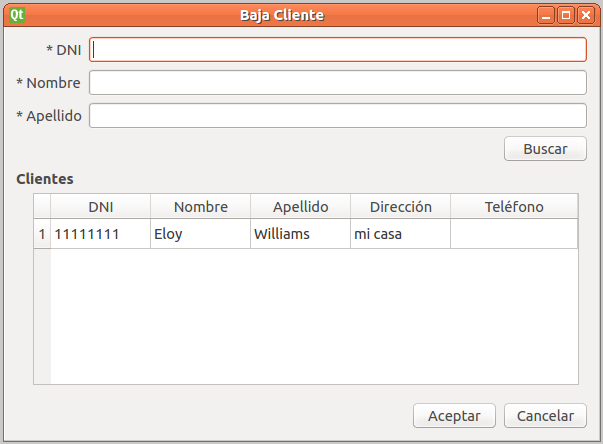 Qt Baja Cliente
* DNI
* Nombre
* Apellido
Buscar
Clientes
DNI Nombre Apellido Dirección Teléfono
1 11111111 Eloy Williams mi casa
Aceptar Cancelar